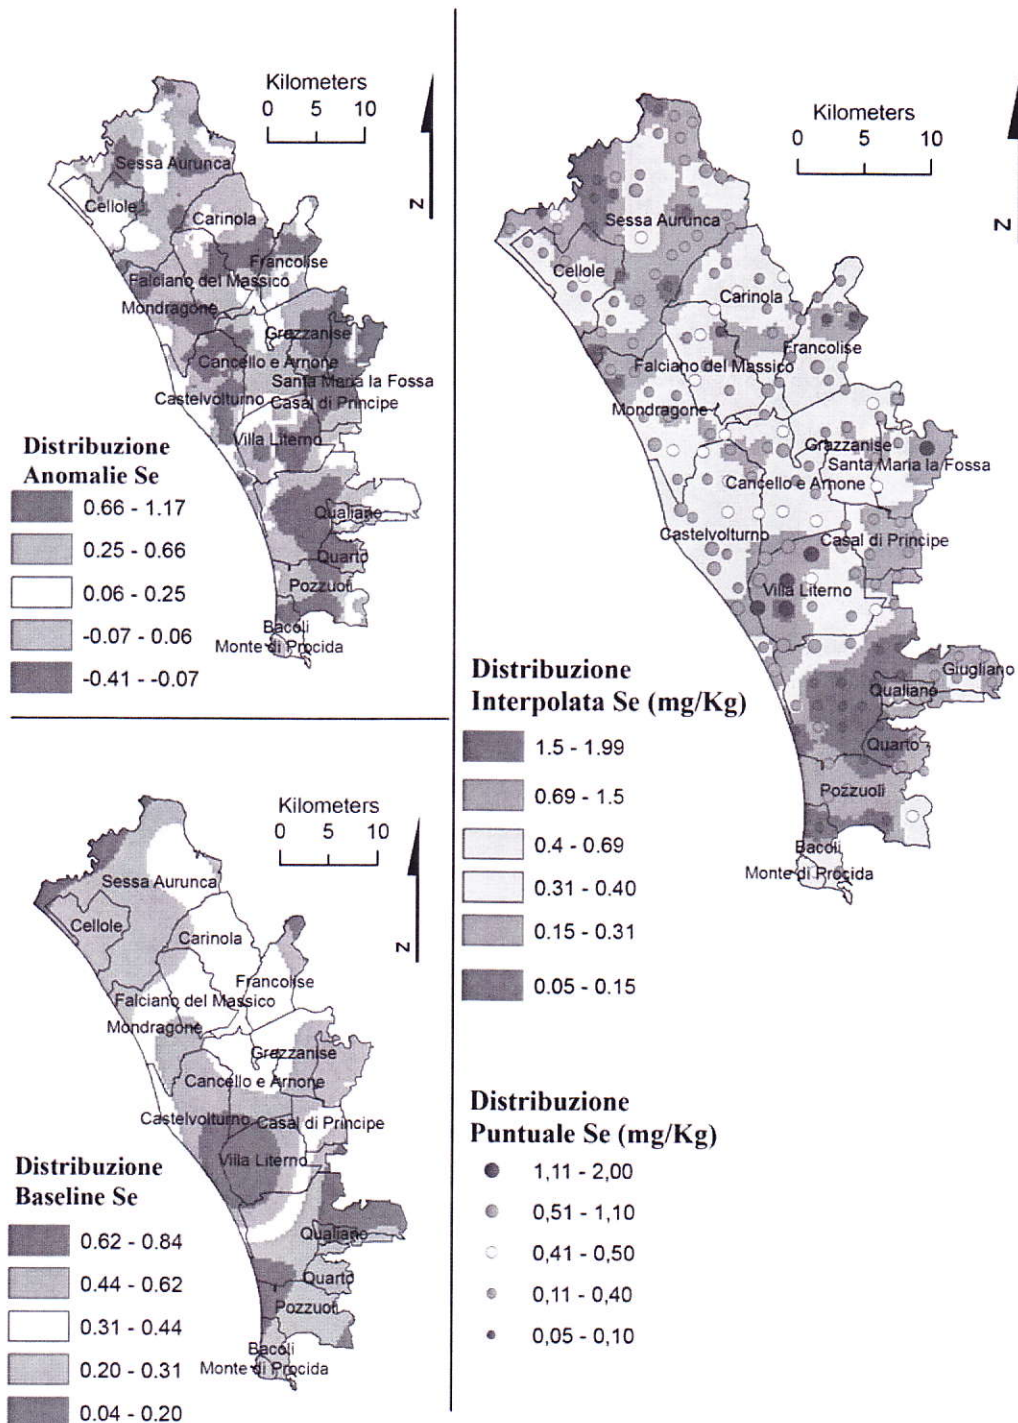 Kilometers
0 5 10
N
Sessa Aurunca
Cellole
Carinola
Francolise
Falciano del Massico
Mondragone
Grazzanise
Cancello e Arnone
Santa Maria la Fossa
Castelvolturno
Casal di Principe
Villa Literno
Qualiano
Quarto
Pozzuoli
Bacoli
Monte di Procida
Distribuzione
Anomalie Se
0.66 - 1.17
0.25 - 0.66
0.06 - 0.25
-0.07 - 0.06
-0.41 - -0.07
Kilometers
0 5 10
N
Sessa Aurunca
Cellole
Carinola
Francolise
Falciano del Massico
Mondragone
Grazzanise
Cancello e Arnone
Castelvolturno
Casal di Principe
Villa Literno
Qualiano
Quarto
Pozzuoli
Bacoli
Monte di Procida
Distribuzione
Baseline Se
0.62 - 0.84
0.44 - 0.62
0.31 - 0.44
0.20 - 0.31
0.04 - 0.20
Kilometers
0 5 10
N
Sessa Aurunca
Cellole
Carinola
Francolise
Falciano del Massico
Mondragone
Grazzanise
Santa Maria la Fossa
Cancello e Arnone
Castelvolturno
Casal di Principe
Villa Literno
Giugliano
Qualiano
Quarto
Pozzuoli
Bacoli
Monte di Procida
Distribuzione
Interpolata Se (mg/Kg)
1.5 - 1.99
0.69 - 1.5
0.4 - 0.69
0.31 - 0.40
0.15 - 0.31
0.05 - 0.15
Distribuzione
Puntuale Se (mg/Kg)
1,11 - 2,00
0,51 - 1,10
0,41 - 0,50
0,11 - 0,40
0,05 - 0,10